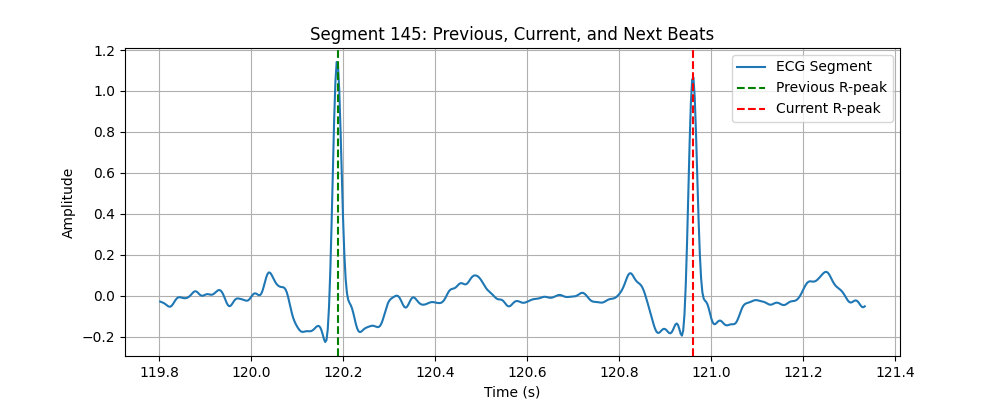 Segment 145: Previous, Current, and Next Beats
1.2
1.0
0.8
0.6
0.4
0.2
0.0
−0.2
Amplitude
ECG Segment
Previous R-peak
Current R-peak
119.8 120.0 120.2 120.4 120.6 120.8 121.0 121.2 121.4
Time (s)